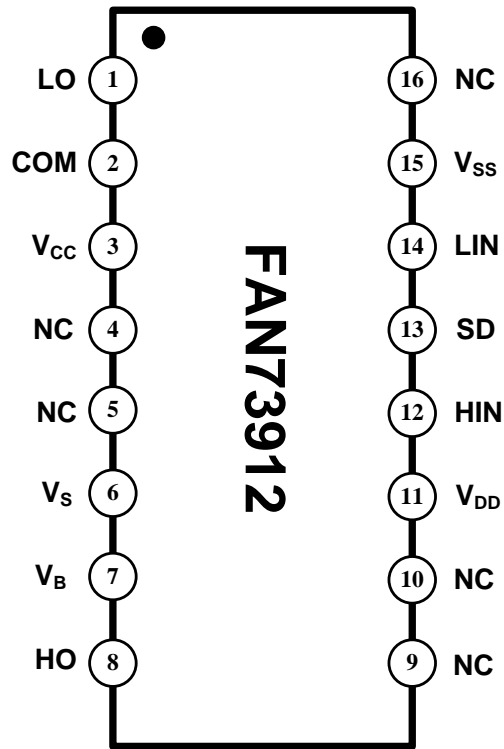 LO 1 16 NC
COM 2 15 VSS
VCC 3 14 LIN
NC 4 13 SD
NC 5 12 HIN
VS 6 11 VDD
VB 7 10 NC
HO 8 9 NC
FAN73912